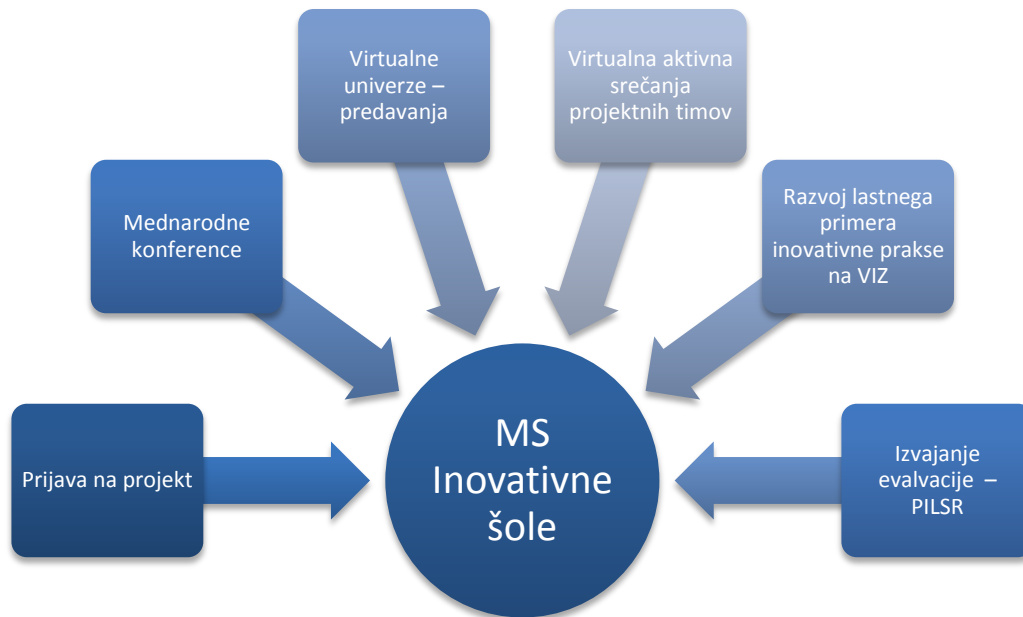 Prijava na projekt
Mednarodne
konference
Virtualne
univerze –
predavanja
Virtualna aktivna
srečanja
projektnih timov
Razvoj lastnega
primera
inovativne prakse
na VIZ
Izvajanje
evalvacije –
PILSR
MS
Inovativne
šole